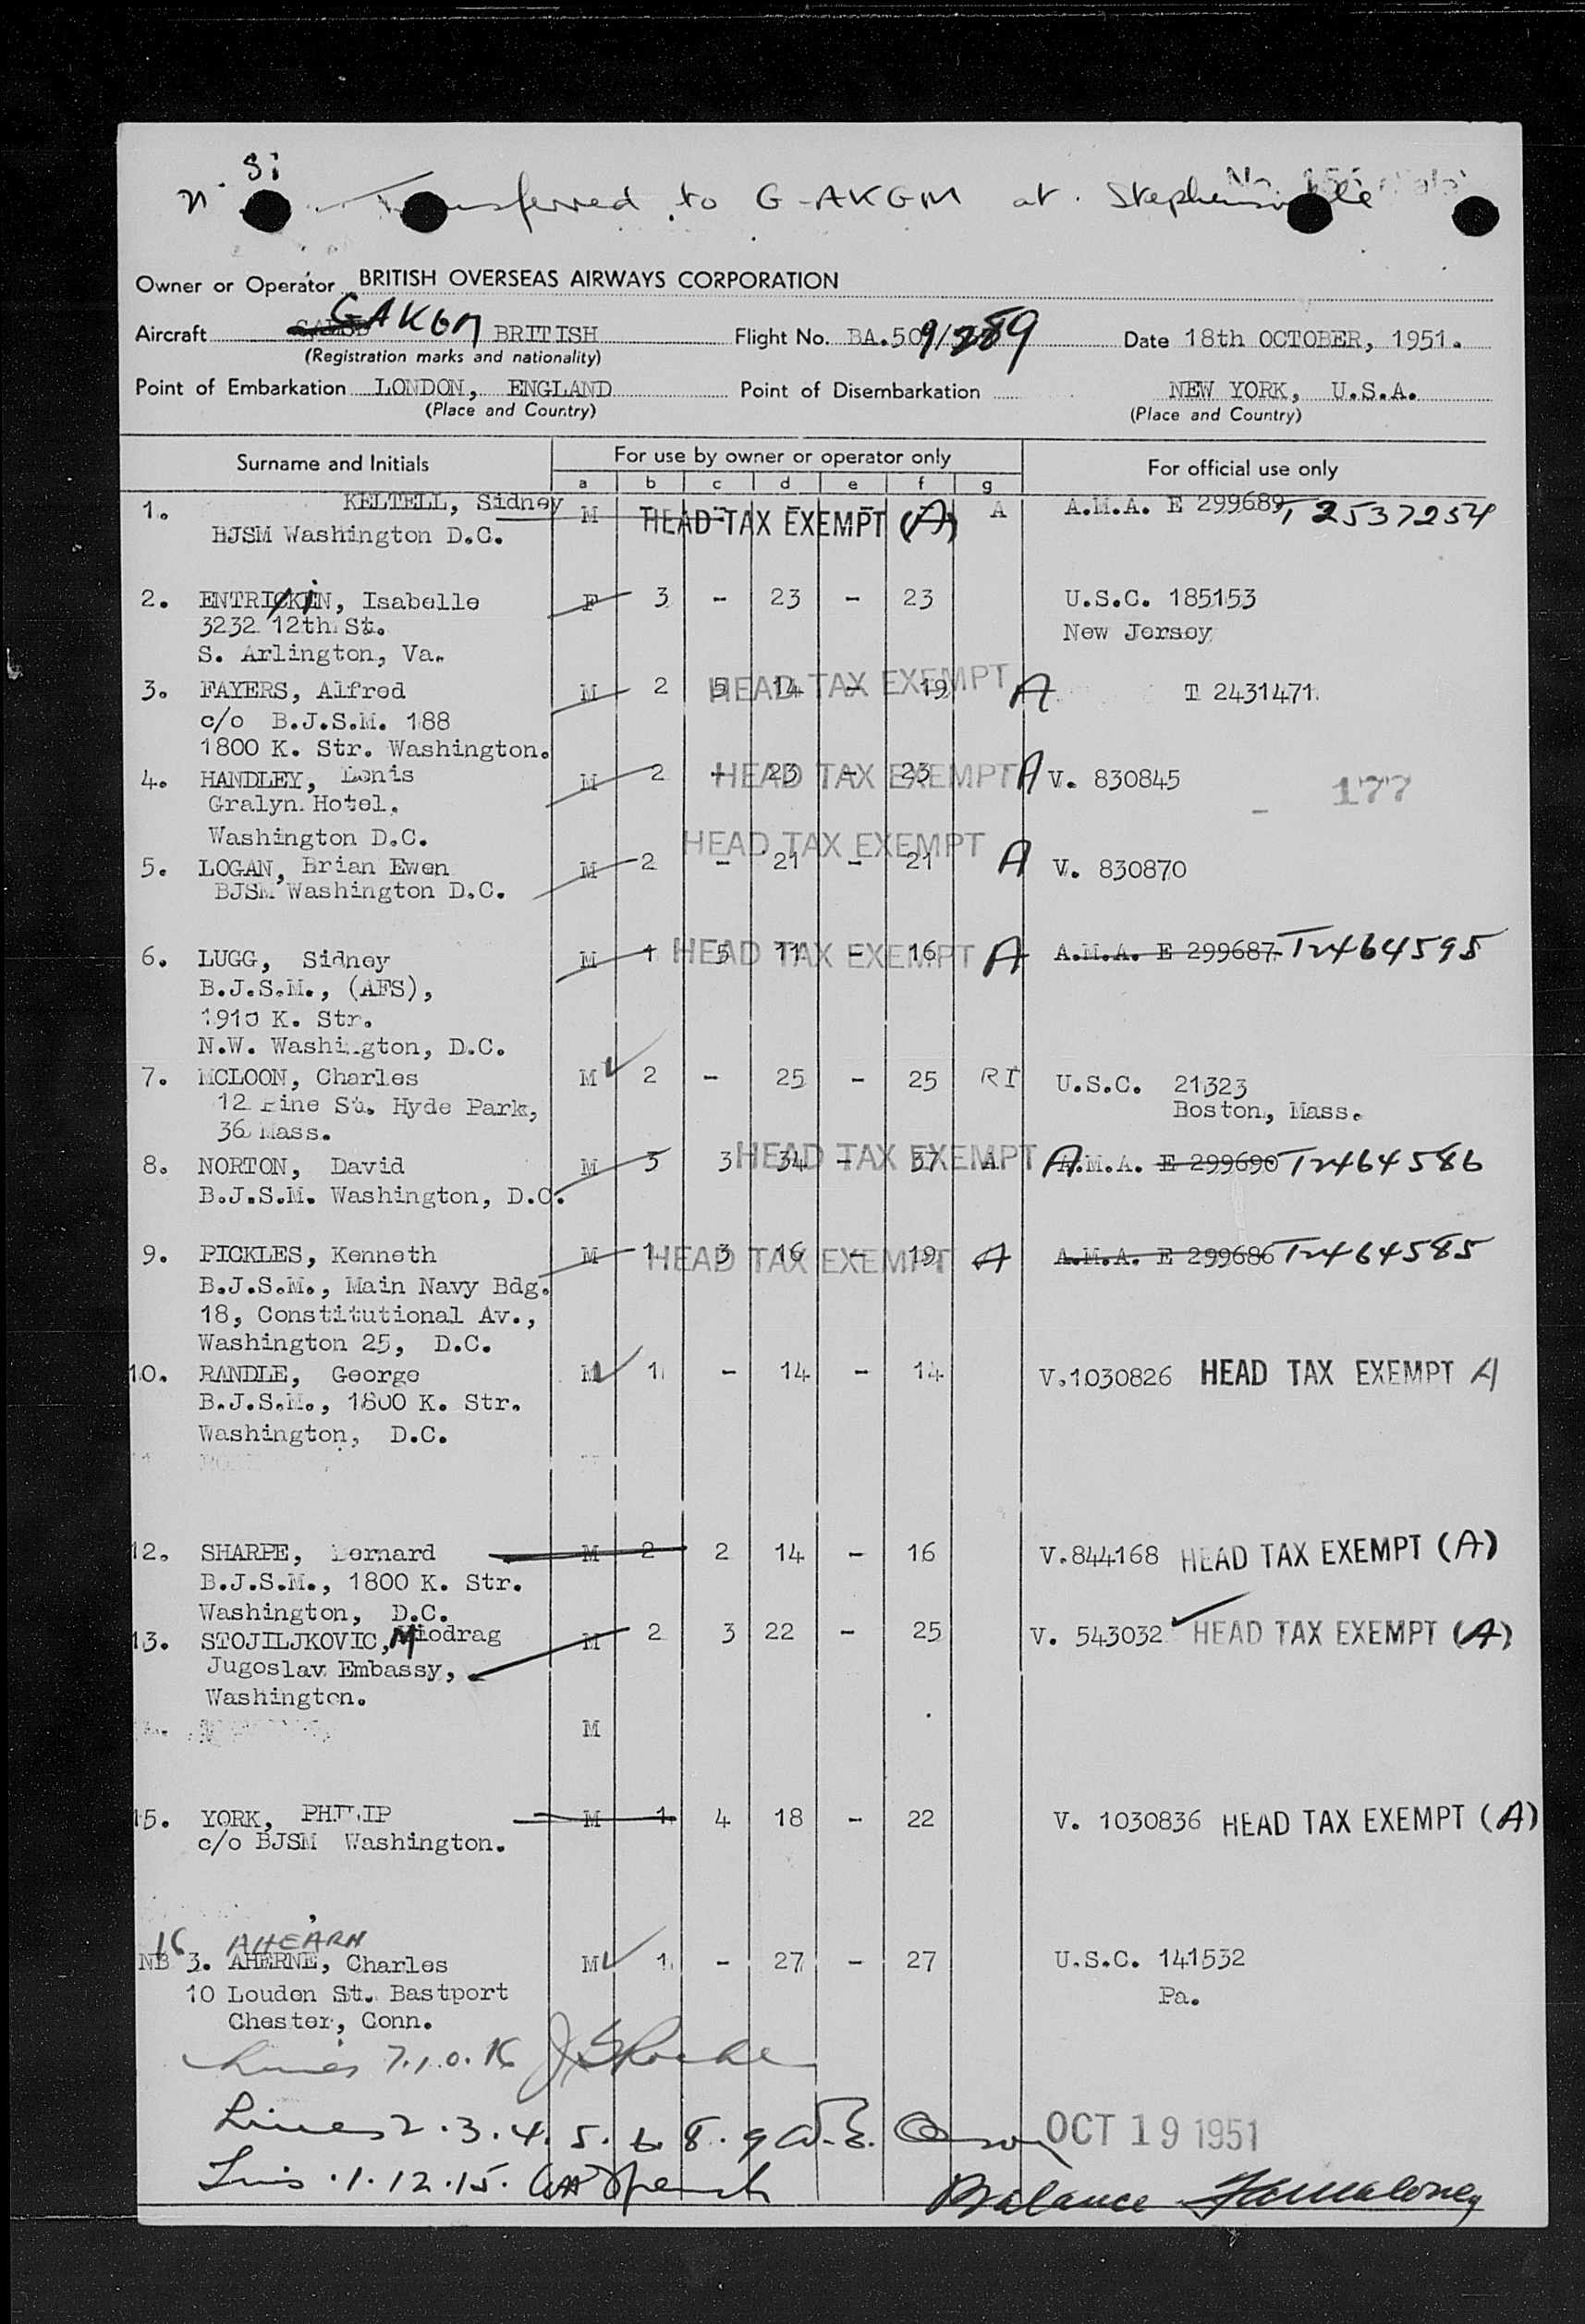 Transferred to G-AKGM at Stephensville
Owner or Operator BRITISH OVERSEAS AIRWAYS CORPORATION
Aircraft GAKGM BRITISH Flight No. BA.509/289 Date 18th OCTOBER, 1951.
(Registration marks and nationality)
Point of Embarkation LONDON, ENGLAND Point of Disembarkation NEW YORK, U.S.A.
(Place and Country) (Place and Country)
Surname and Initials For use by owner or operator only For official use only
a b c d e f g
1. KELTELL, Sidney M HEAD TAX EXEMPT (A) A A.M.A. E 299689 T2537254
BJSM Washington D.C.
2. ENTRICKIN, Isabelle F 3 - 23 - 23 U.S.C. 185153
3232 12th St. New Jersey
S. Arlington, Va.
3. FAYERS, Alfred M 2 5 14 - 19 HEAD TAX EXEMPT A T 2431471
c/o B.J.S.M. 188
1800 K. Str. Washington.
4. HANDLEY, Denis M 2 - 23 - 23 HEAD TAX EXEMPT A V. 830845 177
Gralyn Hotel.
Washington D.C.
5. LOGAN, Brian Ewen M 2 - 21 - 21 HEAD TAX EXEMPT A V. 830870
BJSM Washington D.C.
6. LUGG, Sidney M 1 5 11 - 16 HEAD TAX EXEMPT A A.M.A. E 299687 T2464595
B.J.S.M., (AFS),
1910 K. Str.
N.W. Washington, D.C.
7. MCLOON, Charles M 2 - 25 - 25 RI U.S.C. 21323
12 Pine St. Hyde Park, Boston, Mass.
36 Mass.
8. NORTON, David M 3 3 34 - 37 A HEAD TAX EXEMPT A A.M.A. E 299690 T2464586
B.J.S.M. Washington, D.C.
9. PICKLES, Kenneth M 1 3 16 - 19 HEAD TAX EXEMPT A A.M.A. E 299686 T2464585
B.J.S.M., Main Navy Bdg.
18, Constitutional Av.,
Washington 25, D.C.
10. RANDLE, George M 1 - 14 - 14 V.1030826 HEAD TAX EXEMPT A
B.J.S.M., 1800 K. Str.
Washington, D.C.
12. SHARPE, Bernard M 2 2 14 - 16 V.844168 HEAD TAX EXEMPT (A)
B.J.S.M., 1800 K. Str.
Washington, D.C.
13. STOJILJKOVIC, Miodrag M 2 3 22 - 25 V. 543032 HEAD TAX EXEMPT (A)
Jugoslav Embassy,
Washington.
M
15. YORK, PHILIP M 1 4 18 - 22 V. 1030836 HEAD TAX EXEMPT (A)
c/o BJSM Washington.
16 AHEARN
NB 3. AHERNE, Charles M 1 - 27 - 27 U.S.C. 141532
10 Louden St. Eastport Pa.
Chester, Conn.
Lines 7.10.16
Lines 2.3.4.5.6.8.9 OCT 19 1951
Lines .1.12.15.
Balance